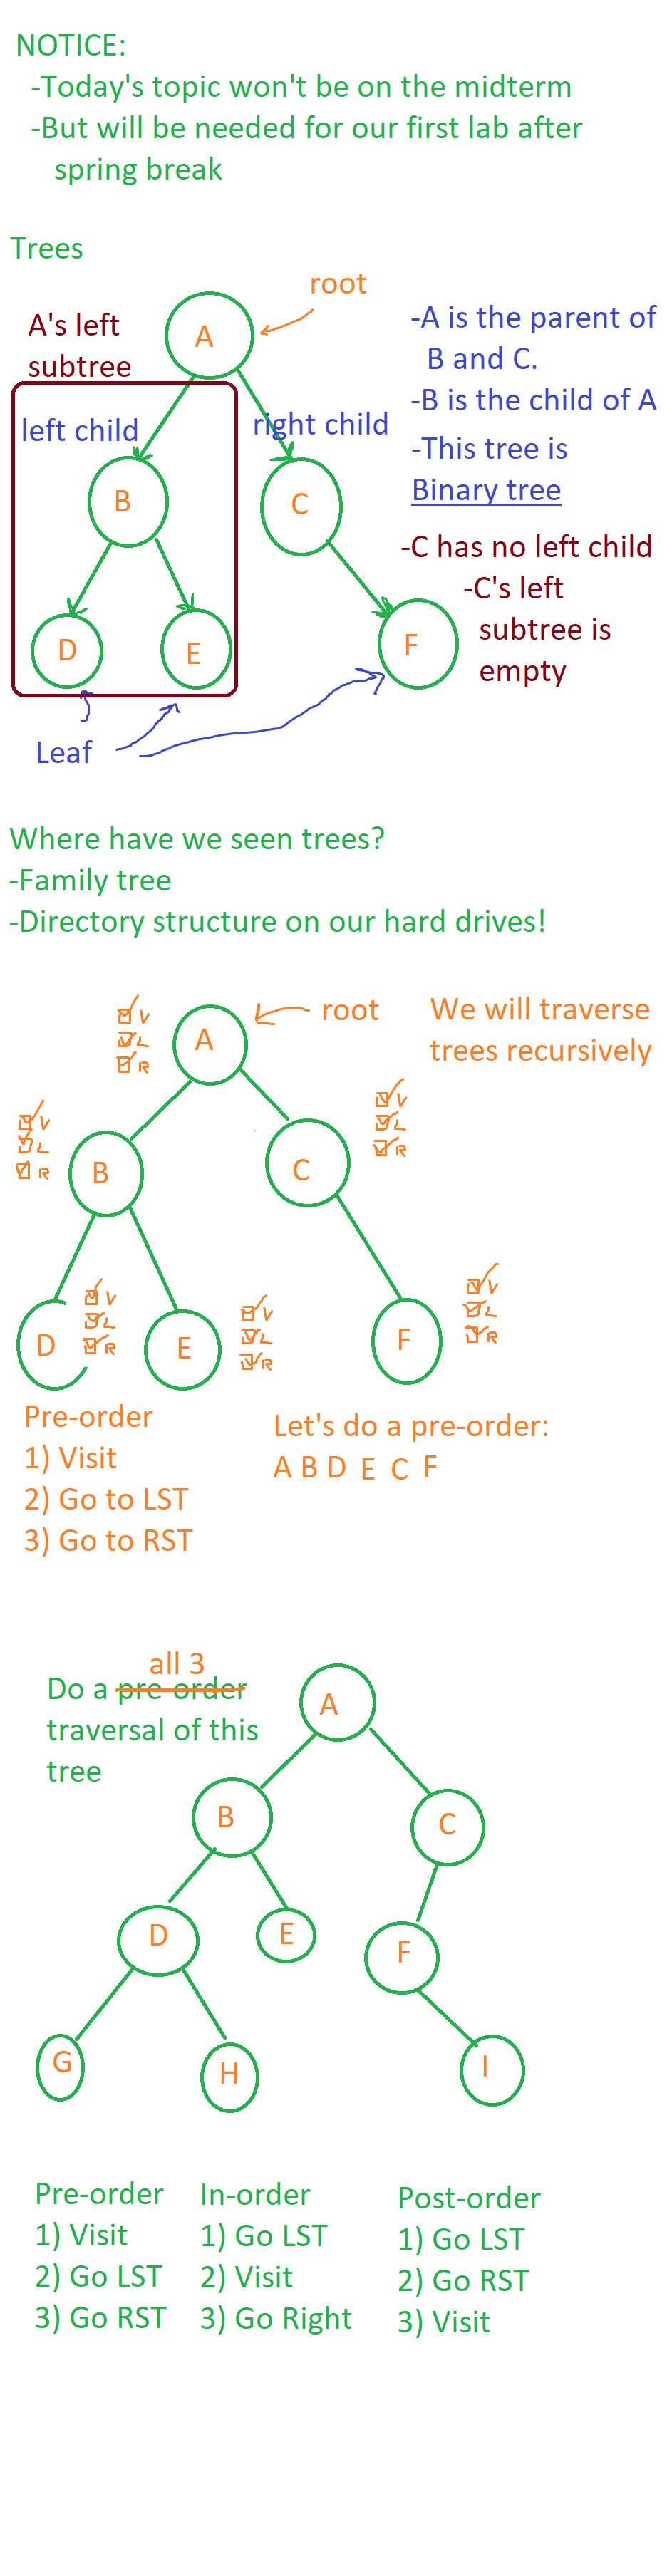 NOTICE:
-Today's topic won't be on the midterm
-But will be needed for our first lab after
spring break
Trees
root
A's left
subtree
A
-A is the parent of
B and C.
-B is the child of A
left child
right child
-This tree is
Binary tree
B
C
-C has no left child
-C's left
subtree is
empty
D
E
F
Leaf
Where have we seen trees?
-Family tree
-Directory structure on our hard drives!
root
We will traverse
trees recursively
A
V
L
R
B
V
L
R
C
V
L
R
D
V
L
R
E
V
L
R
F
V
L
R
Pre-order
1) Visit
2) Go to LST
3) Go to RST
Let's do a pre-order:
A B D E C F
all 3
Do a pre-order
traversal of this
tree
A
B
C
D
E
F
G
H
I
Pre-order
1) Visit
2) Go LST
3) Go RST
In-order
1) Go LST
2) Visit
3) Go Right
Post-order
1) Go LST
2) Go RST
3) Visit